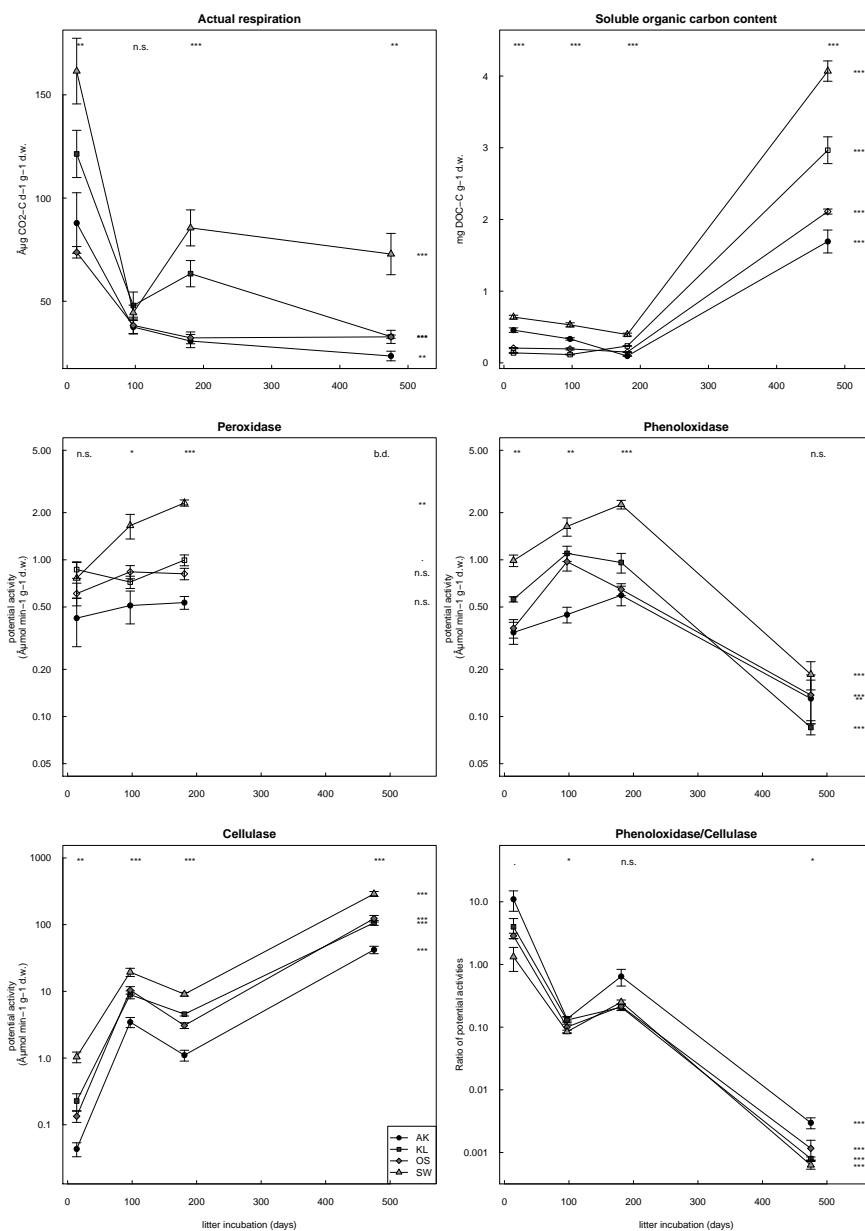 Actual respiration
** n.s. *** **
150
100
50
Âµg CO2−C d−1 g−1 d.w.
***
***
**
0 100 200 300 400 500
Soluble organic carbon content
*** *** *** ***
4
3
2
1
0
mg DOC−C g−1 d.w.
***
***
***
***
0 100 200 300 400 500
Peroxidase
n.s. * *** b.d.
5.00
2.00
1.00
0.50
0.20
0.10
0.05
potential activity
(Âµmol min−1 g−1 d.w.)
**
.
n.s.
n.s.
0 100 200 300 400 500
Phenoloxidase
** ** *** n.s.
5.00
2.00
1.00
0.50
0.20
0.10
0.05
potential activity
(Âµmol min−1 g−1 d.w.)
***
***
**
***
0 100 200 300 400 500
Cellulase
** *** *** ***
1000
100
10
1.0
0.1
potential activity
(Âµmol min−1 g−1 d.w.)
***
***
***
***
AK
KL
OS
SW
0 100 200 300 400 500
litter incubation (days)
Phenoloxidase/Cellulase
. * n.s. *
10.0
1.00
0.10
0.01
0.001
Ratio of potential activities
***
***
***
***
0 100 200 300 400 500
litter incubation (days)